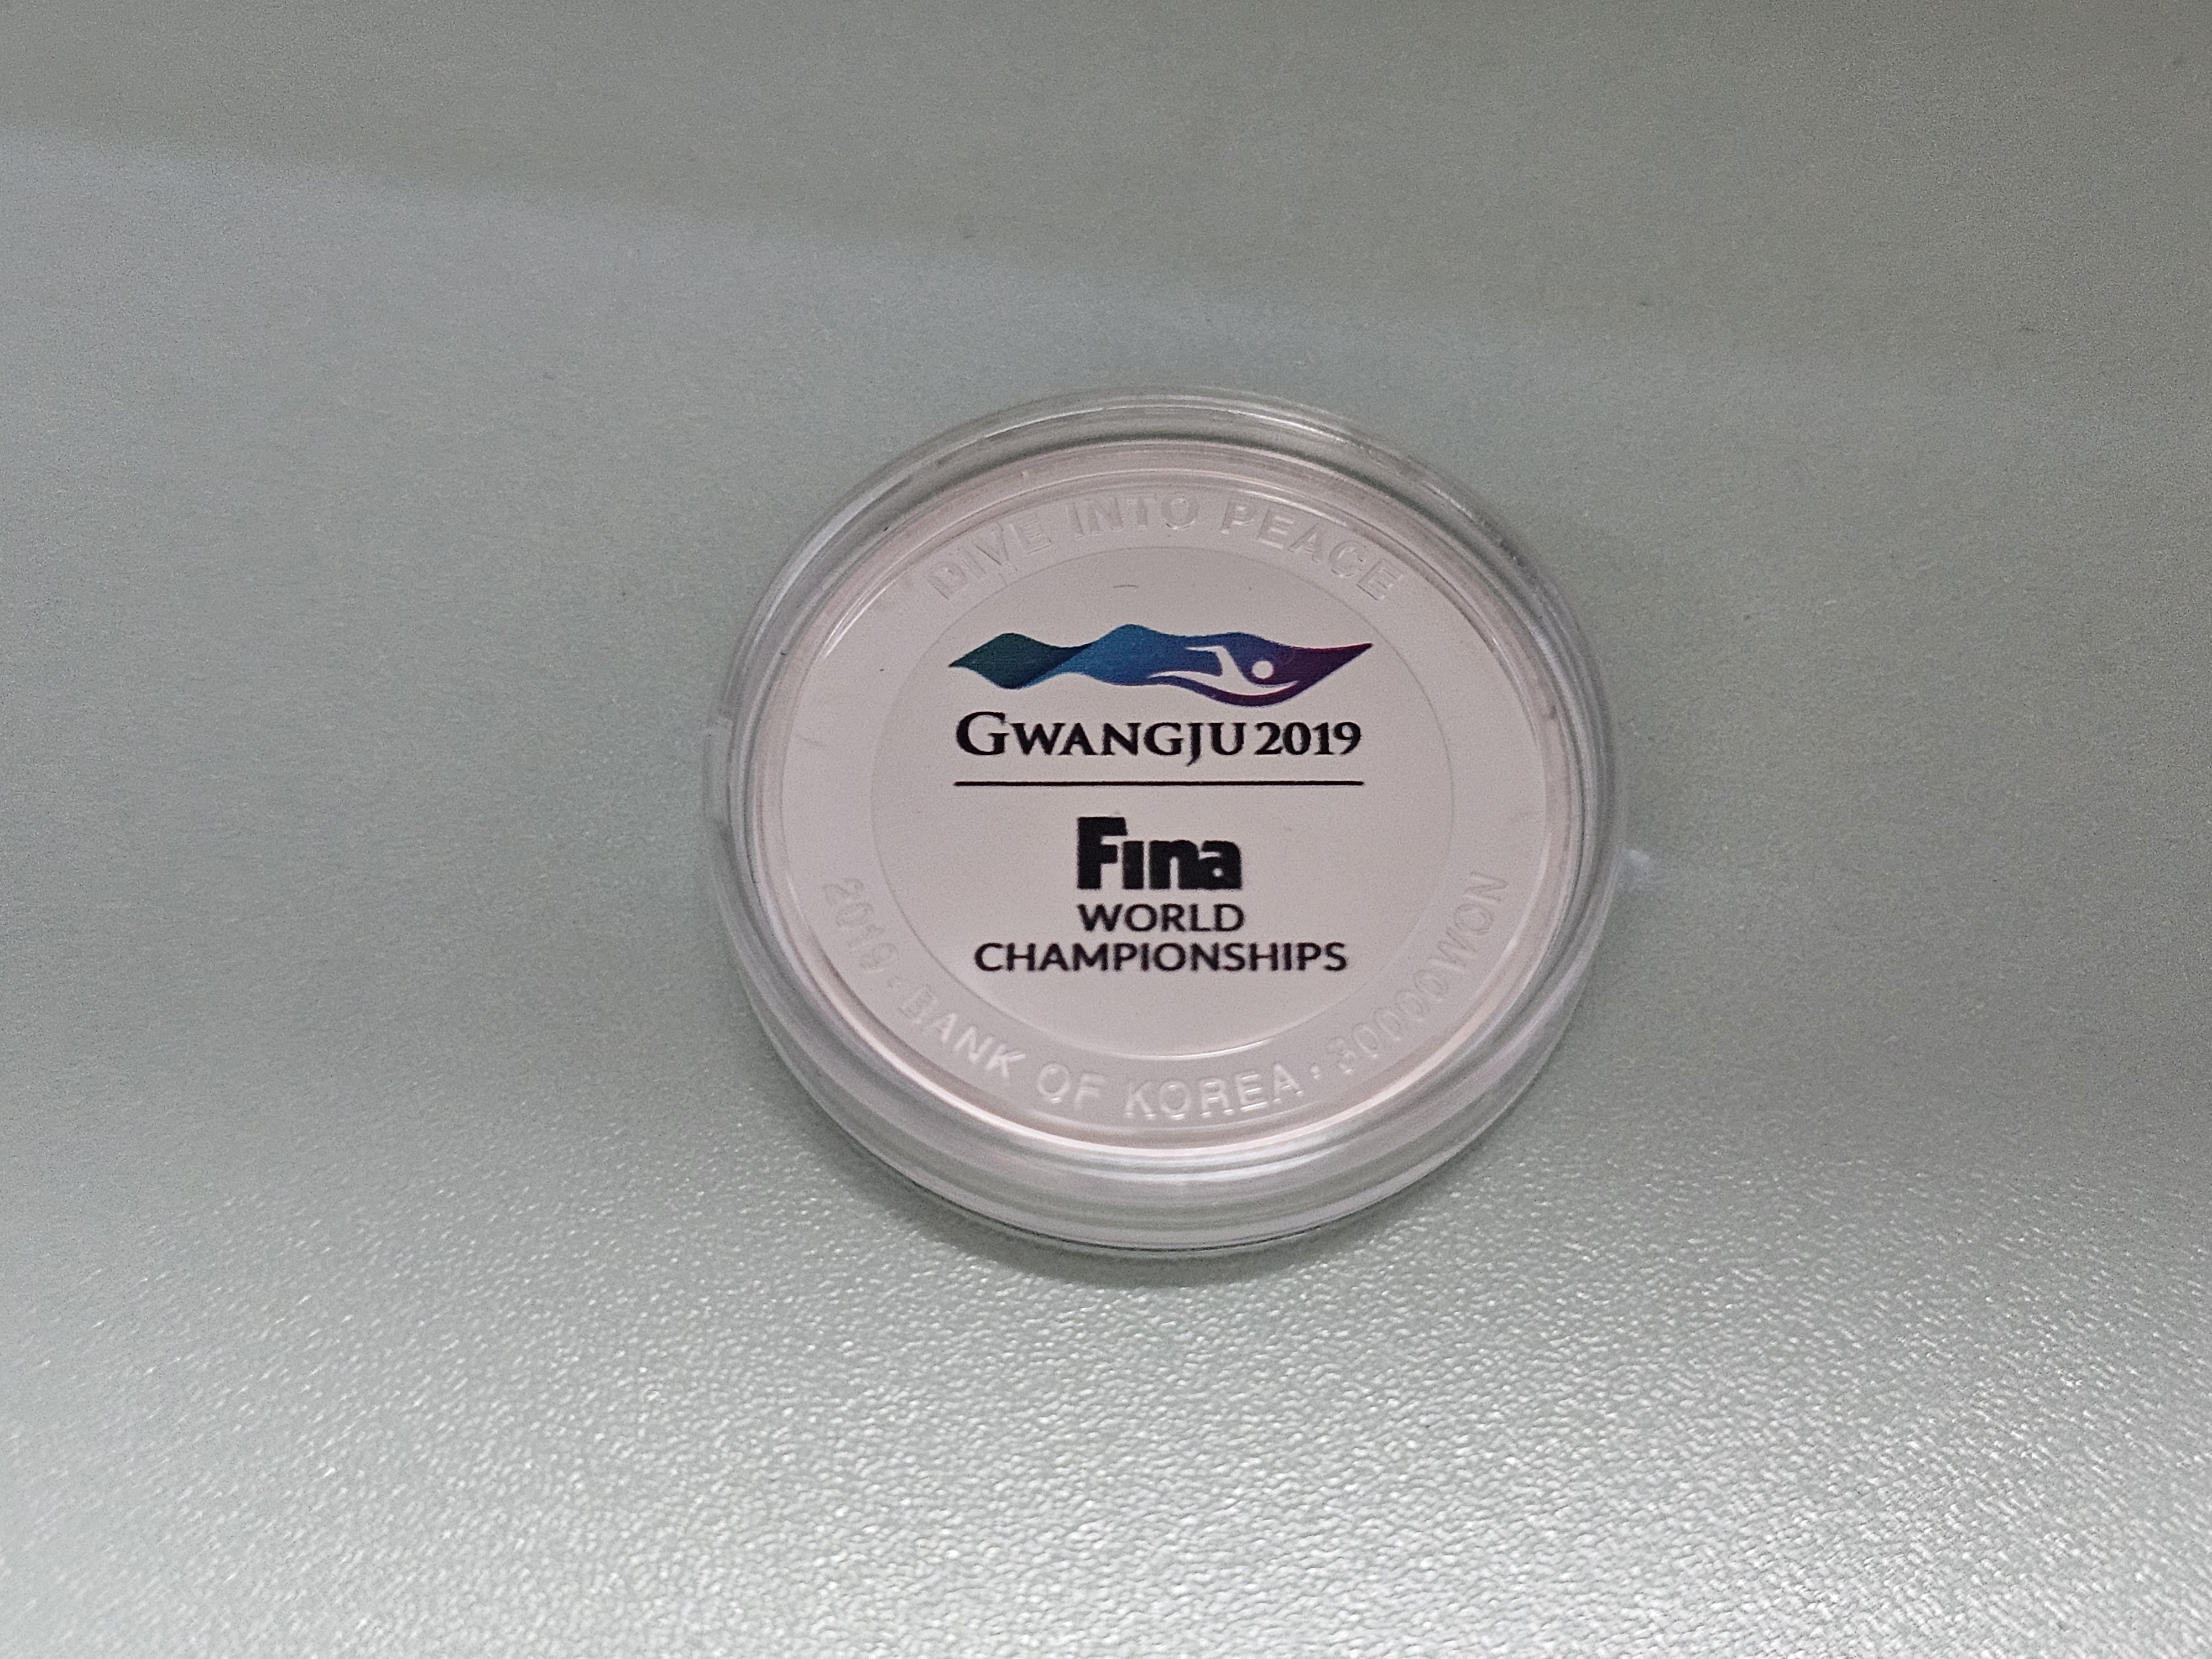 DIVE INTO PEACE
GWANGJU 2019
Fina
WORLD
CHAMPIONSHIPS
2019 · BANK OF KOREA · 30000 WON